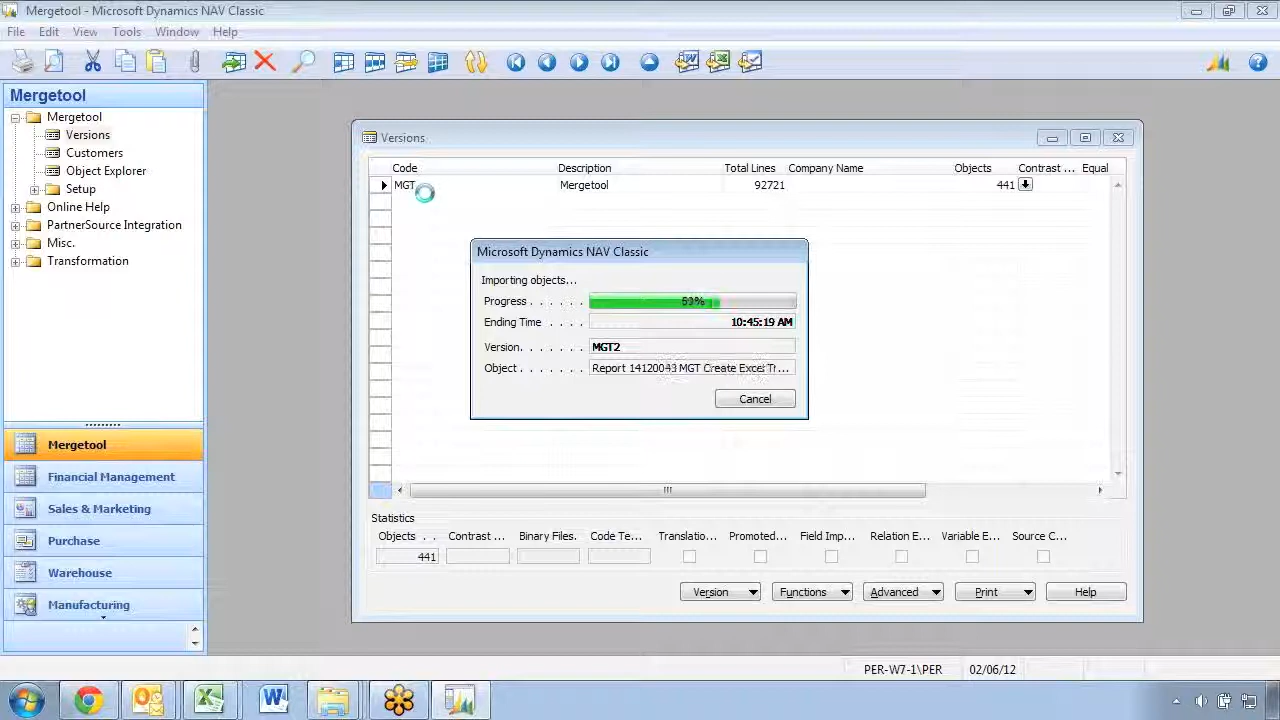 Mergetool - Microsoft Dynamics NAV Classic
File Edit View Tools Window Help
Mergetool
Mergetool
Versions
Customers
Object Explorer
Setup
Online Help
PartnerSource Integration
Misc.
Transformation
Mergetool
Financial Management
Sales & Marketing
Purchase
Warehouse
Manufacturing
Versions
Code Description Total Lines Company Name Objects Contrast ... Equal
MGT Mergetool 92721 441
Microsoft Dynamics NAV Classic
Importing objects...
Progress . . . . . . 59%
Ending Time . . . . 10:45:19 AM
Version. . . . . . . MGT2
Object . . . . . . . Report 14120043 MGT Create Excel Tr...
Cancel
Statistics
Objects . . Contrast ... Binary Files. Code Te... Translatio... Promoted... Field Imp... Relation E... Variable E... Source C...
441
Version Functions Advanced Print Help
PER-W7-1\PER 02/06/12